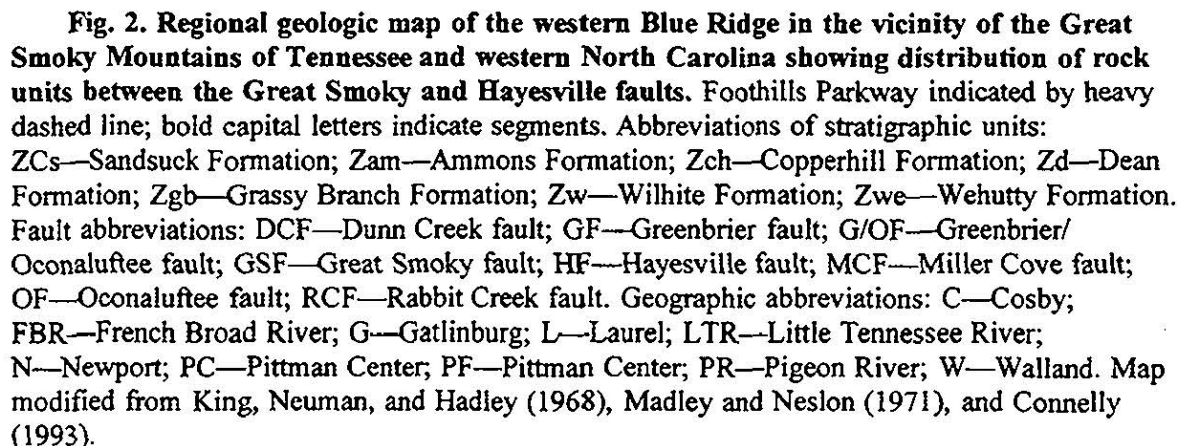 Fig. 2. Regional geologic map of the western Blue Ridge in the vicinity of the Great
Smoky Mountains of Tennessee and western North Carolina showing distribution of rock
units between the Great Smoky and Hayesville faults. Foothills Parkway indicated by heavy
dashed line; bold capital letters indicate segments. Abbreviations of stratigraphic units:
ZCs—Sandsuck Formation; Zam—Ammons Formation; Zch—Copperhill Formation; Zd—Dean
Formation; Zgb—Grassy Branch Formation; Zw—Wilhite Formation; Zwe—Wehutty Formation.
Fault abbreviations: DCF—Dunn Creek fault; GF—Greenbrier fault; G/OF—Greenbrier/
Oconaluftee fault; GSF—Great Smoky fault; HF—Hayesville fault; MCF—Miller Cove fault;
OF—Oconaluftee fault; RCF—Rabbit Creek fault. Geographic abbreviations: C—Cosby;
FBR—French Broad River; G—Gatlinburg; L—Laurel; LTR—Little Tennessee River;
N—Newport; PC—Pittman Center; PF—Pittman Center; PR—Pigeon River; W—Walland. Map
modified from King, Neuman, and Hadley (1968), Madley and Neslon (1971), and Connelly
(1993).